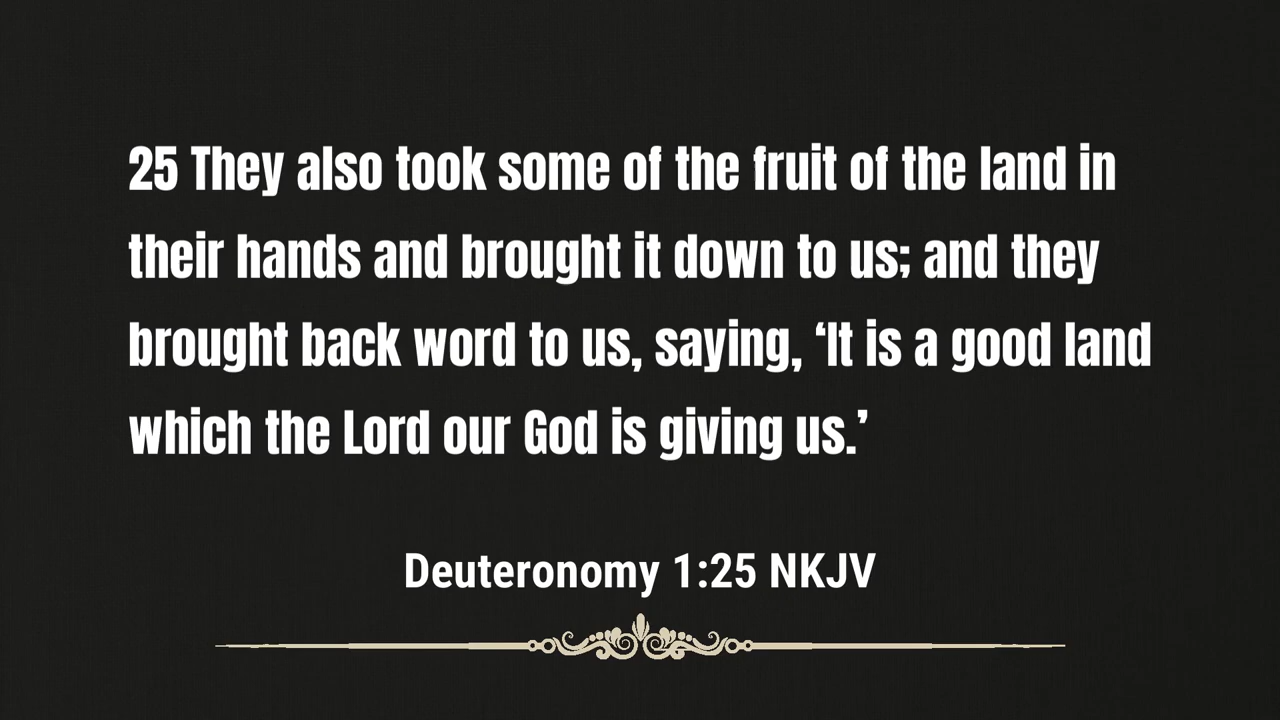 25 They also took some of the fruit of the land in
their hands and brought it down to us; and they
brought back word to us, saying, ‘It is a good land
which the Lord our God is giving us.’
Deuteronomy 1:25 NKJV